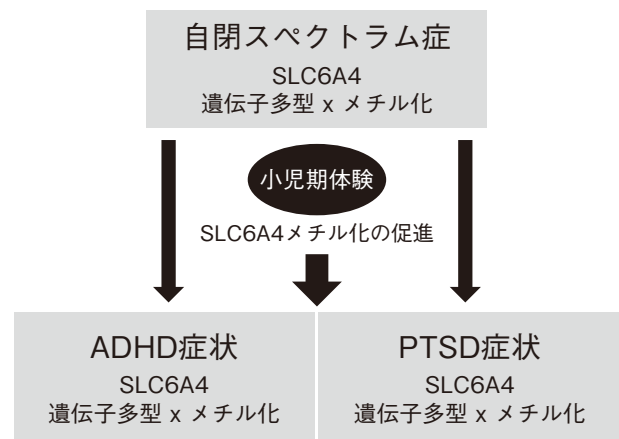 自閉スペクトラム症
SLC6A4
遺伝子多型 x メチル化
小児期体験
SLC6A4メチル化の促進
ADHD症状
SLC6A4
遺伝子多型 x メチル化
PTSD症状
SLC6A4
遺伝子多型 x メチル化